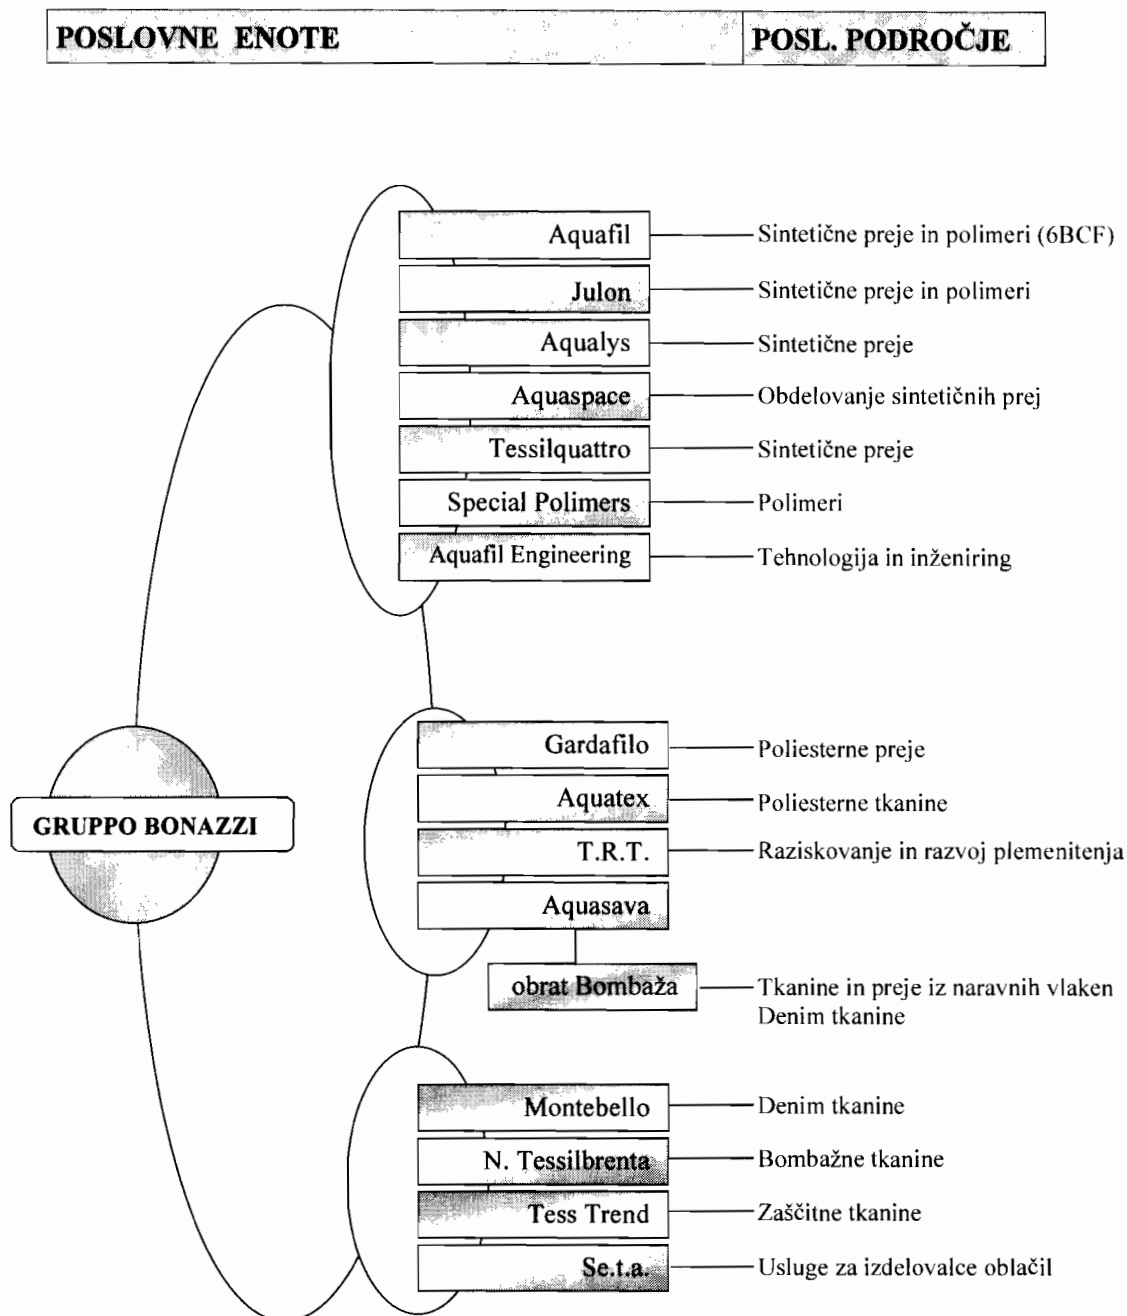 POSLOVNE ENOTE
POSL. PODROČJE
Aquafil
Sintetične preje in polimeri (6BCF)
Julon
Sintetične preje in polimeri
Aqualys
Sintetične preje
Aquaspace
Obdelovanje sintetičnih prej
Tessilquattro
Sintetične preje
Special Polimers
Polimeri
Aquafil Engineering
Tehnologija in inženiring
GRUPPO BONAZZI
Gardafilo
Poliesterne preje
Aquatex
Poliesterne tkanine
T.R.T.
Raziskovanje in razvoj plemenitenja
Aquasava
obrat Bombaža
Tkanine in preje iz naravnih vlaken
Denim tkanine
Montebello
Denim tkanine
N. Tessilbrenta
Bombažne tkanine
Tess Trend
Zaščitne tkanine
Se.t.a.
Usluge za izdelovalce oblačil